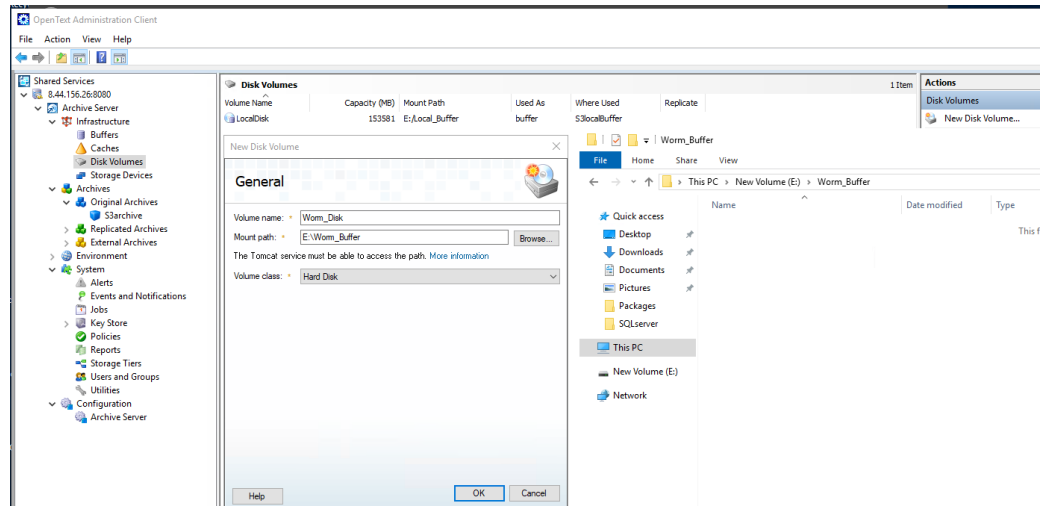 OpenText Administration Client
File Action View Help
Shared Services
8.44.156.26:8080
Archive Server
Infrastructure
Buffers
Caches
Disk Volumes
Storage Devices
Archives
Original Archives
S3archive
Replicated Archives
External Archives
Environment
System
Alerts
Events and Notifications
Jobs
Key Store
Policies
Reports
Storage Tiers
Users and Groups
Utilities
Configuration
Archive Server
Disk Volumes 1 Item
Volume Name Capacity (MB) Mount Path Used As Where Used Replicate
LocalDisk 153581 E:/Local_Buffer buffer S3localBuffer
Actions
Disk Volumes
New Disk Volume...
New Disk Volume
General
Volume name: * Worm_Disk
Mount path: * E:\Worm_Buffer Browse...
The Tomcat service must be able to access the path. More information
Volume class: * Hard Disk
Help OK Cancel
Worm_Buffer
File Home Share View
This PC > New Volume (E:) > Worm_Buffer
Name Date modified Type
This f
Quick access
Desktop
Downloads
Documents
Pictures
Packages
SQLserver
This PC
New Volume (E:)
Network